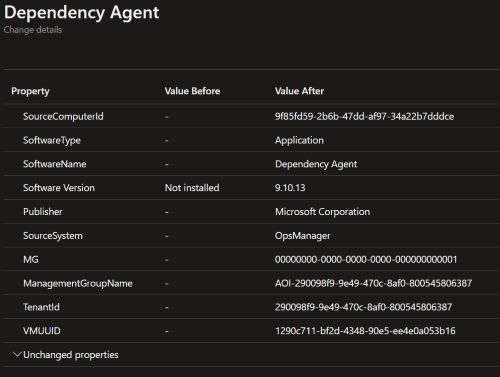 Dependency Agent
Change details
Property Value Before Value After
SourceComputerId - 9f85fd59-2b6b-47dd-af97-34a22b7dddce
SoftwareType - Application
SoftwareName - Dependency Agent
Software Version Not installed 9.10.13
Publisher - Microsoft Corporation
SourceSystem - OpsManager
MG - 00000000-0000-0000-0000-000000000001
ManagementGroupName - AOI-290098f9-9e49-470c-8af0-800545806387
TenantId - 290098f9-9e49-470c-8af0-800545806387
VMUUID - 1290c711-bf2d-4348-90e5-ee4e0a053b16
Unchanged properties